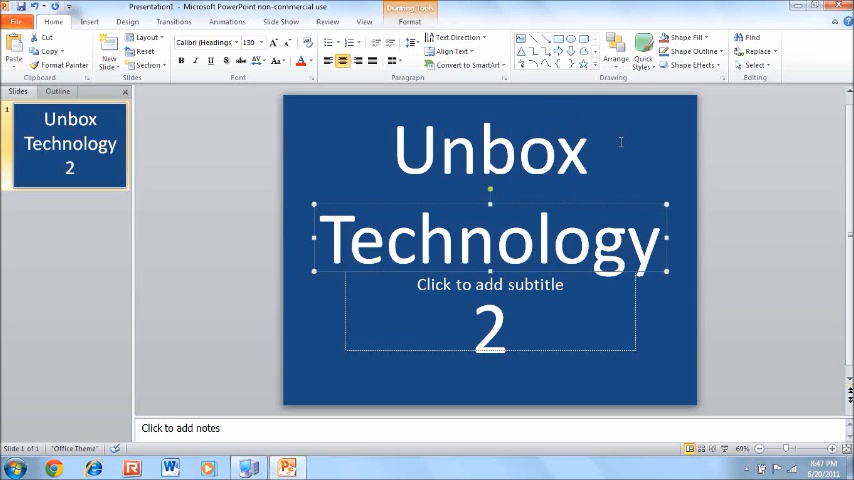 Presentation1 - Microsoft PowerPoint non-commercial use
Drawing Tools
File Home Insert Design Transitions Animations Slide Show Review View Format
Paste
Cut
Copy
Format Painter
Clipboard
New
Slide
Layout
Reset
Section
Slides
Calibri (Headings) 130
Font
Paragraph
Text Direction
Align Text
Convert to SmartArt
Arrange
Quick
Styles
Shape Fill
Shape Outline
Shape Effects
Drawing
Find
Replace
Select
Editing
Slides Outline
1
Unbox
Technology
2
Unbox
Technology
Click to add subtitle
2
Click to add notes
Slide 1 of 1 "Office Theme" 69%
8:47 PM
6/20/2011